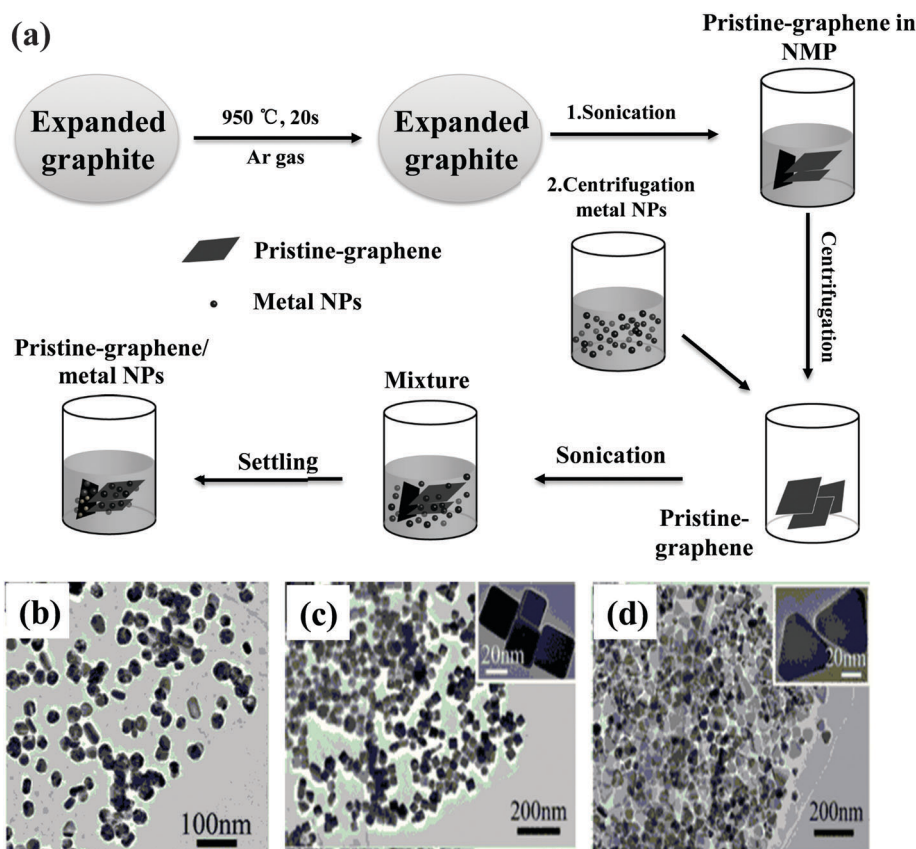 (a)
Pristine-graphene in
NMP
Expanded
graphite
950 ℃, 20s
Ar gas
Expanded
graphite
1.Sonication
2.Centrifugation
metal NPs
Pristine-graphene
Metal NPs
Centrifugation
Pristine-graphene/
metal NPs
Mixture
Settling
Sonication
Pristine-
graphene
(b)
100nm
(c)
20nm
200nm
(d)
20nm
200nm